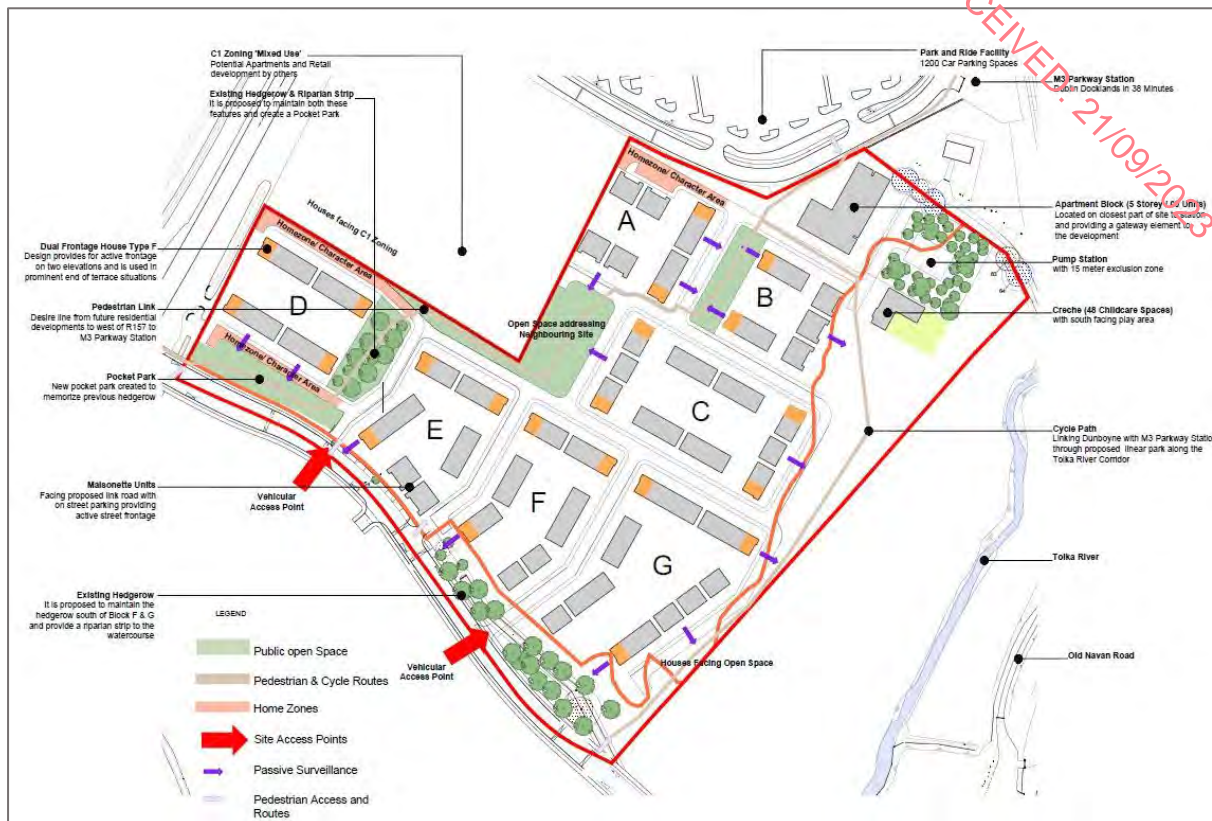 CEIVED: 21/09/2023
C1 Zoning 'Mixed Use'
Potential Apartments and Retail
development by others
Existing Hedgerow & Riparian Strip
It is proposed to maintain both these
features and create a Pocket Park
Park and Ride Facility
1200 Car Parking Spaces
M3 Parkway Station
Dublin Docklands in 38 Minutes
Dual Frontage House Type F
Design provides for active frontage
on two elevations and is used in
prominent end of terrace situations
Pedestrian Link
Desire line from future residential
developments to west of R157 to
M3 Parkway Station
Pocket Park
New pocket park created to
memorize previous hedgerow
Maisonette Units
Facing proposed link road with
on street parking providing
active street frontage
Existing Hedgerow
It is proposed to maintain the
hedgerow south of Block F & G
and provide a riparian strip to the
watercourse
Homezone/ Character Area
Houses facing C1 Zoning
Homezone/ Character Area
Homezone/ Character Area
Open Space addressing
Neighbouring Site
A
B
C
D
E
F
G
Vehicular
Access Point
Vehicular
Access Point
Houses Facing Open Space
Apartment Block (5 Storey Units)
Located on closest part of site to station
and providing a gateway element to
the development
Pump Station
with 15 meter exclusion zone
Creche (48 Childcare Spaces)
with south facing play area
Cycle Path
Linking Dunboyne with M3 Parkway Statio
through proposed linear park along the
Tolka River Corridor
Tolka River
Old Navan Road
LEGEND
Public open Space
Pedestrian & Cycle Routes
Home Zones
Site Access Points
Passive Surveillance
Pedestrian Access and
Routes